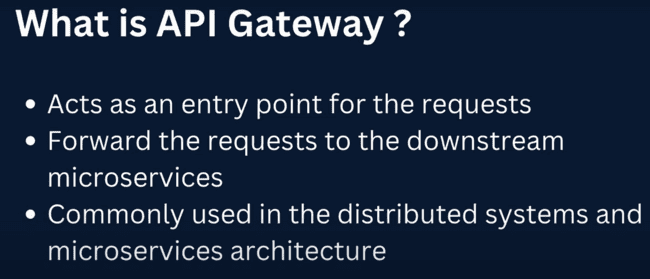 What is API Gateway ?
• Acts as an entry point for the requests
• Forward the requests to the downstream
microservices
• Commonly used in the distributed systems and
microservices architecture